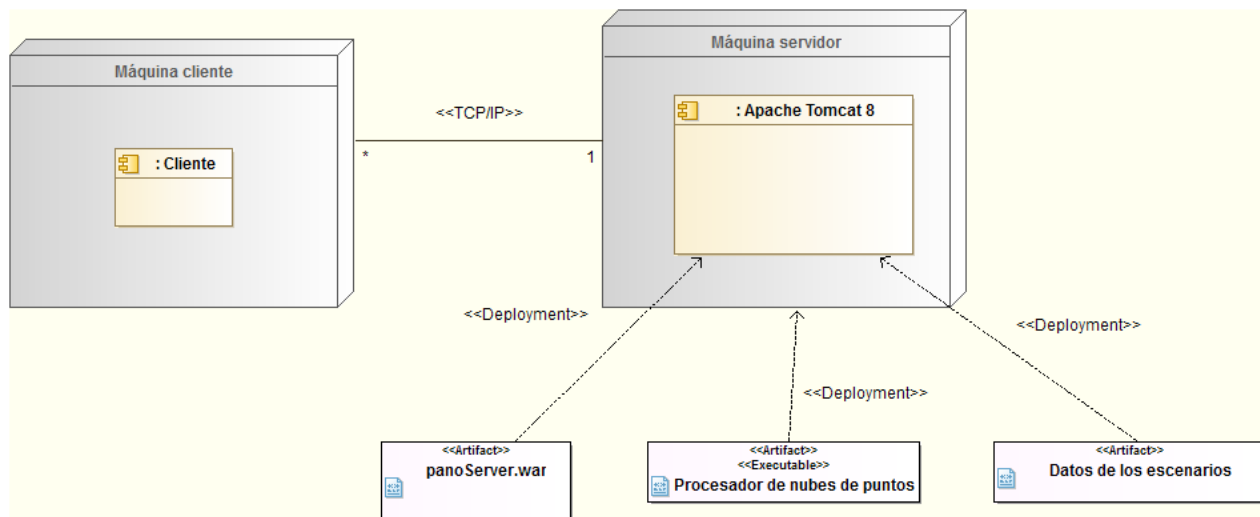 Máquina servidor
Máquina cliente
: Apache Tomcat 8
<<TCP/IP>>
: Cliente
*
1
<<Deployment>>
<<Deployment>>
<<Deployment>>
<<Artifact>>
panoServer.war
<<Artifact>>
<<Executable>>
Procesador de nubes de puntos
<<Artifact>>
Datos de los escenarios